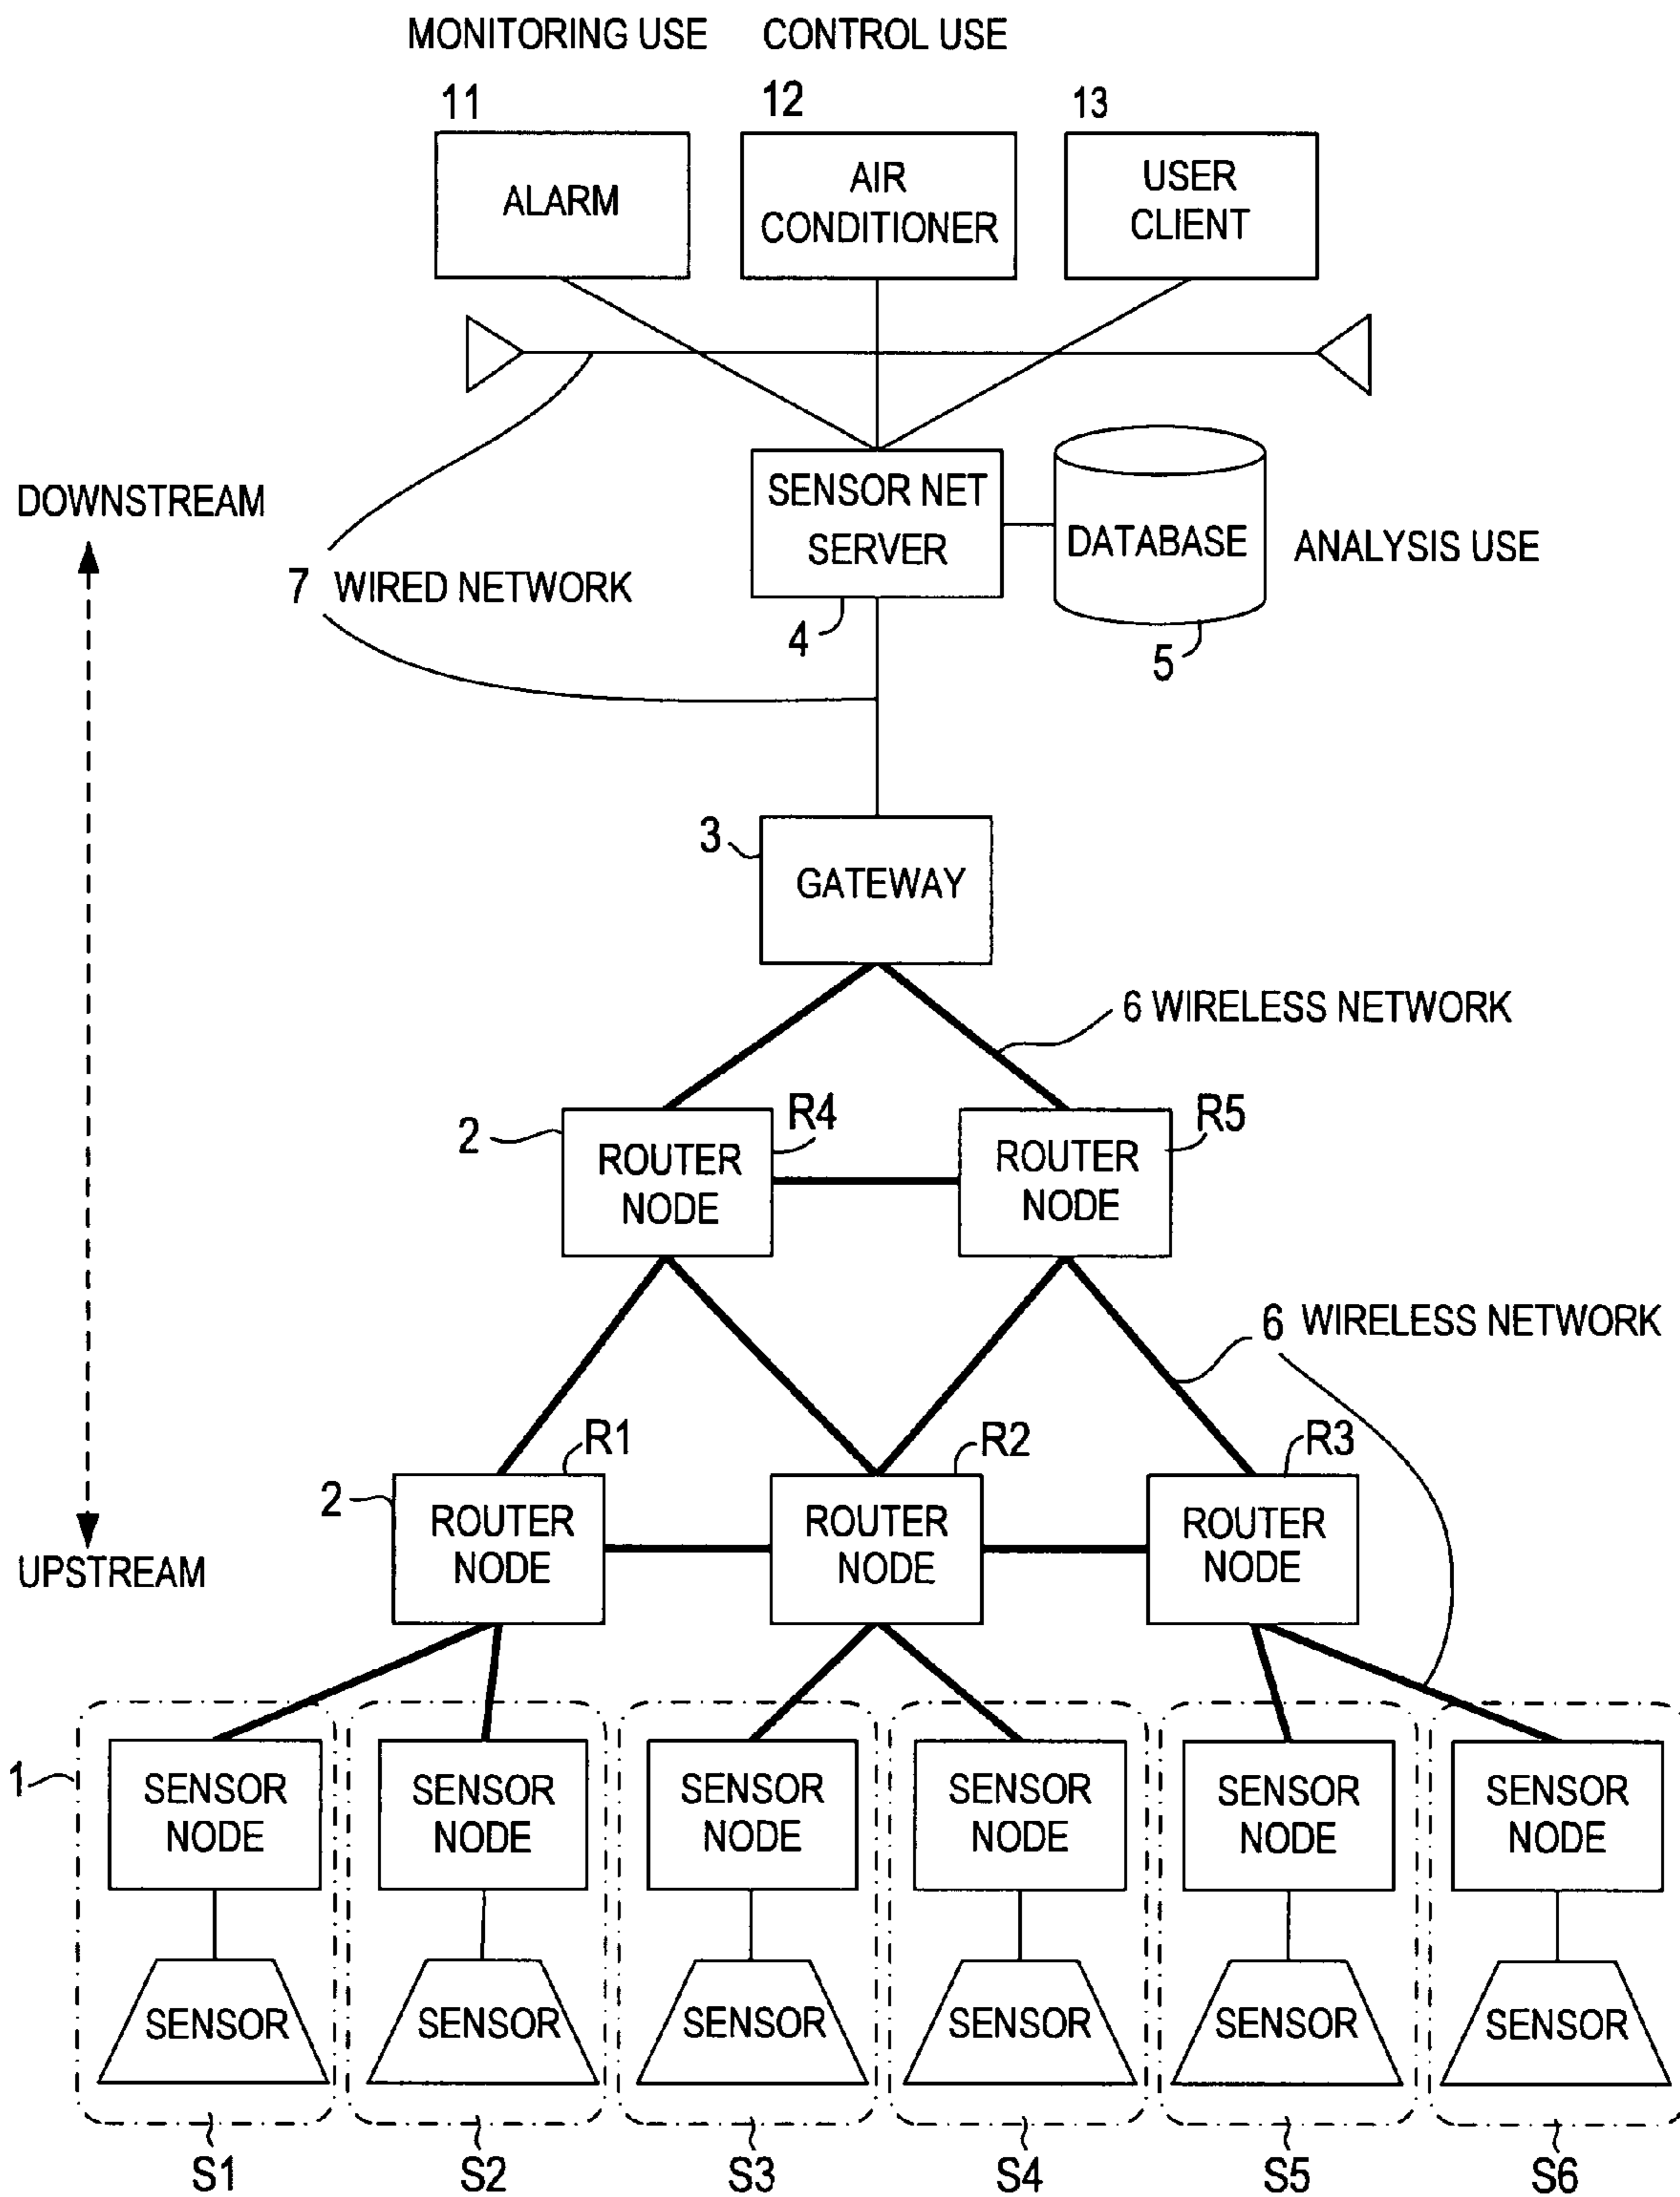 MONITORING USE
CONTROL USE
11
12
13
ALARM
AIR
CONDITIONER
USER
CLIENT
DOWNSTREAM
SENSOR NET
SERVER
DATABASE
ANALYSIS USE
7 WIRED NETWORK
4
5
3
GATEWAY
6 WIRELESS NETWORK
2
R4
R5
ROUTER
NODE
ROUTER
NODE
6 WIRELESS NETWORK
R1
R2
R3
2
ROUTER
NODE
ROUTER
NODE
ROUTER
NODE
UPSTREAM
1
SENSOR
NODE
SENSOR
NODE
SENSOR
NODE
SENSOR
NODE
SENSOR
NODE
SENSOR
NODE
SENSOR
SENSOR
SENSOR
SENSOR
SENSOR
SENSOR
S1
S2
S3
S4
S5
S6